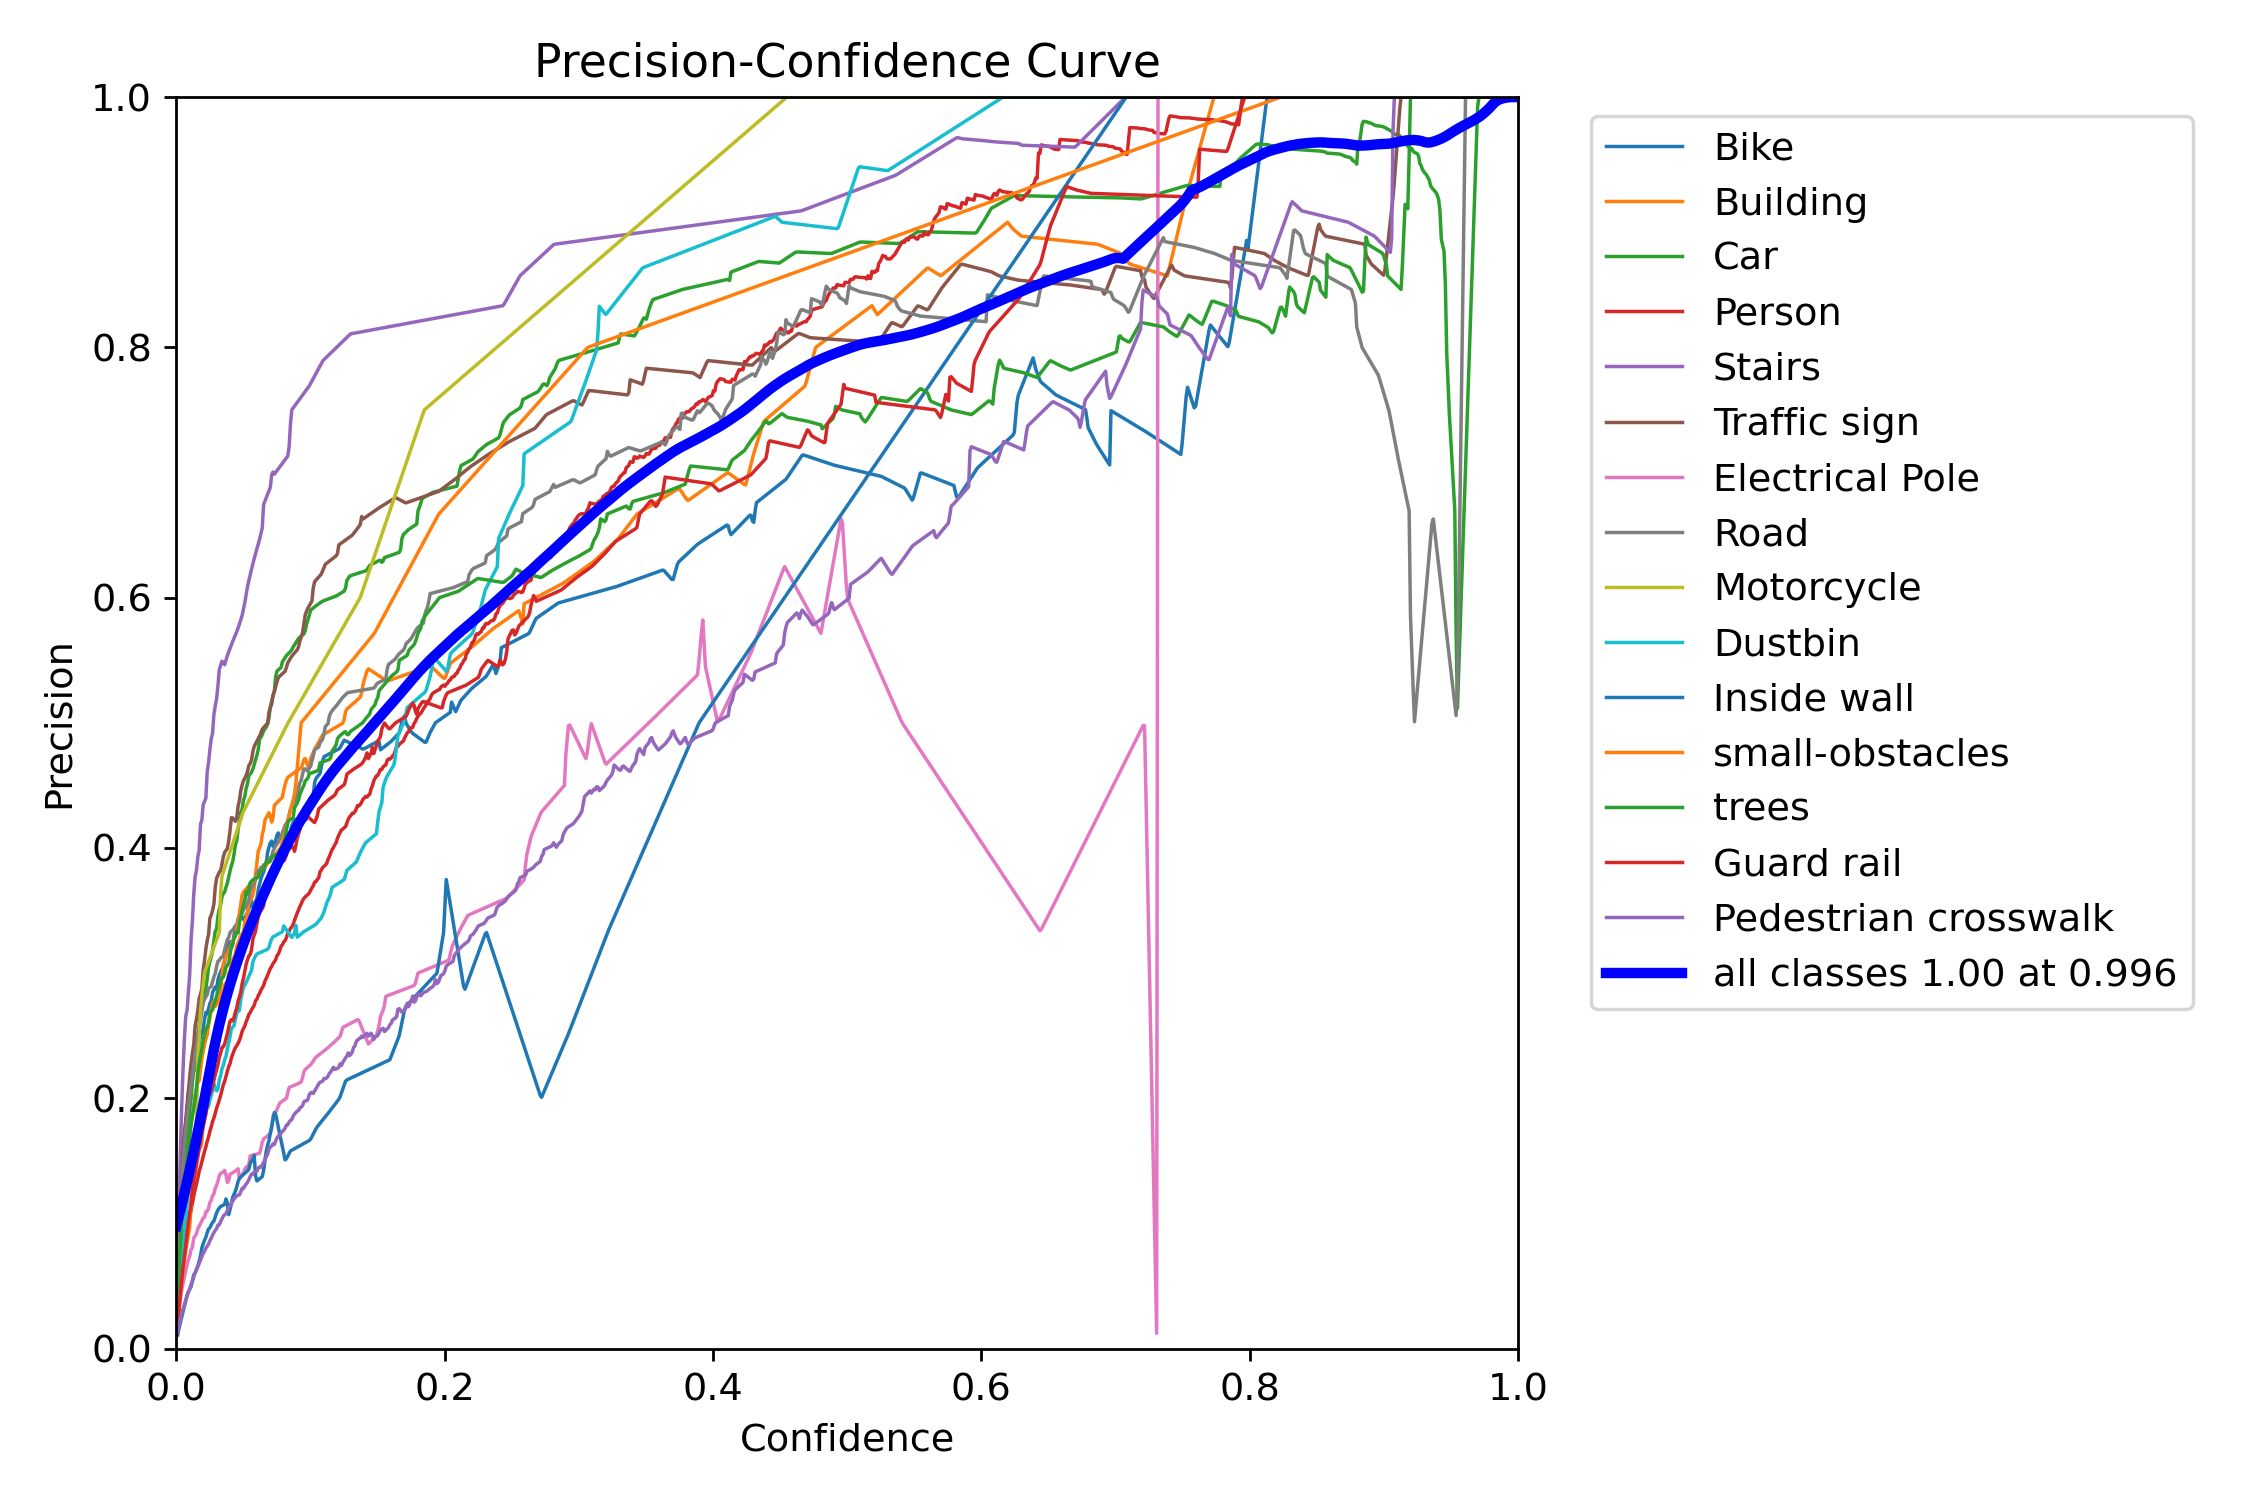 Precision-Confidence Curve
1.0
0.8
0.6
0.4
0.2
0.0
Precision
0.0 0.2 0.4 0.6 0.8 1.0
Confidence
Bike
Building
Car
Person
Stairs
Traffic sign
Electrical Pole
Road
Motorcycle
Dustbin
Inside wall
small-obstacles
trees
Guard rail
Pedestrian crosswalk
all classes 1.00 at 0.996